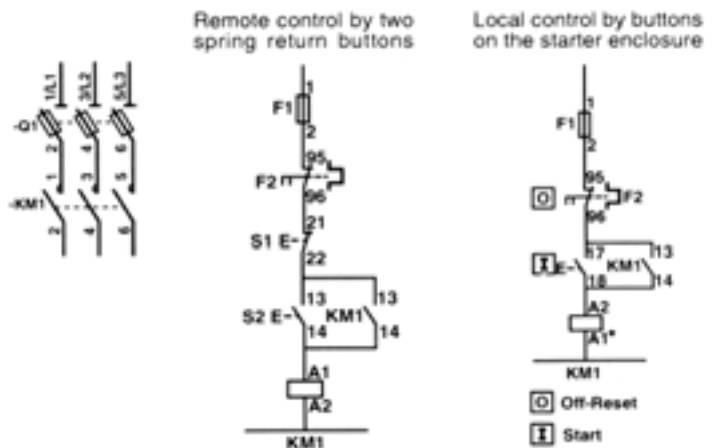 Remote control by two
spring return buttons
Local control by buttons
on the starter enclosure
1/L1
3/L2
5/L3
-Q1
2
4
6
1
3
5
-KM1
2
4
6
1
F1
2
95
F2
96
21
S1 E-
22
13
13
S2 E-
KM1
14
14
A1
A2
KM1
1
F1
2
95
O
F2
96
17
13
I
E-
KM1
18
14
A2
A1*
KM1
O Off-Reset
I Start